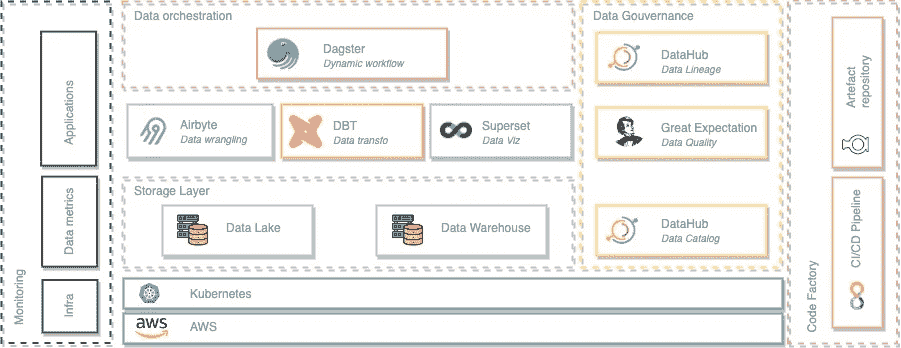 Monitoring
Applications
Data metrics
Infra
Data orchestration
Dagster
Dynamic workflow
Airbyte
Data wrangling
DBT
Data transfo
Superset
Data Viz
Storage Layer
Data Lake
Data Warehouse
Data Gouvernance
DataHub
Data Lineage
Great Expectation
Data Quality
DataHub
Data Catalog
Kubernetes
aws
AWS
Code Factory
Artefact
repository
CI/CD Pipeline